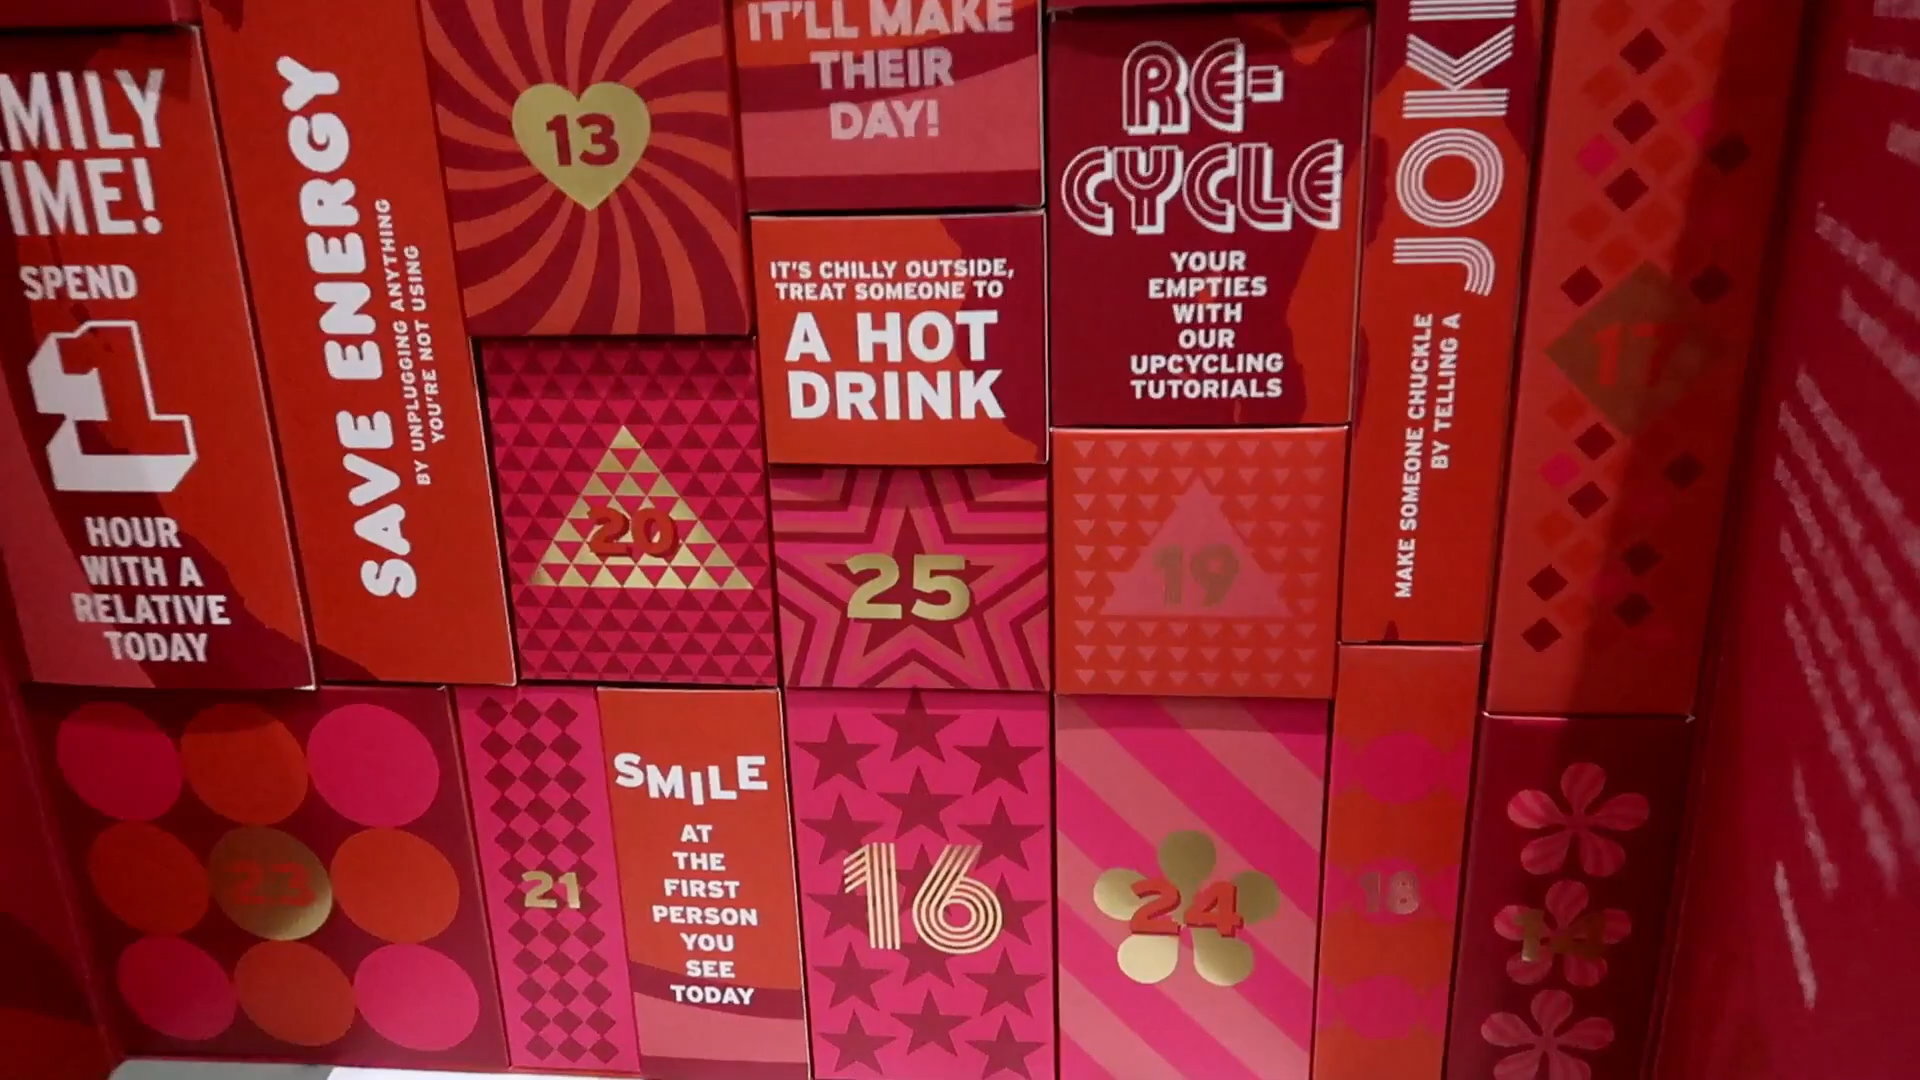 MILY
IME!
SPEND
1
HOUR
WITH A
RELATIVE
TODAY
SAVE ENERGY
BY UNPLUGGING ANYTHING
YOU'RE NOT USING
13
IT'LL MAKE
THEIR
DAY!
IT'S CHILLY OUTSIDE,
TREAT SOMEONE TO
A HOT
DRINK
RE-
CYCLE
YOUR
EMPTIES
WITH
OUR
UPCYCLING
TUTORIALS
MAKE SOMEONE CHUCKLE
BY TELLING A
JOK
17
20
25
19
23
21
SMILE
AT
THE
FIRST
PERSON
YOU
SEE
TODAY
16
24
18
14